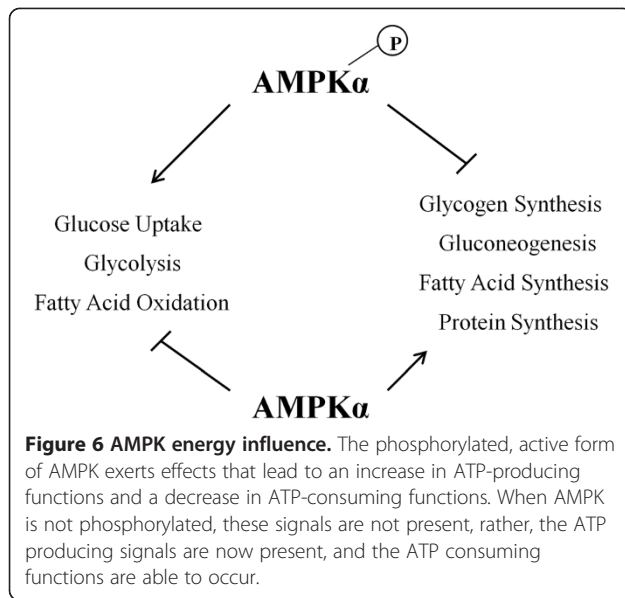 P
AMPKα
Glucose Uptake
Glycolysis
Fatty Acid Oxidation
Glycogen Synthesis
Gluconeogenesis
Fatty Acid Synthesis
Protein Synthesis
AMPKα
Figure 6 AMPK energy influence. The phosphorylated, active form
of AMPK exerts effects that lead to an increase in ATP-producing
functions and a decrease in ATP-consuming functions. When AMPK
is not phosphorylated, these signals are not present, rather, the ATP
producing signals are now present, and the ATP consuming
functions are able to occur.